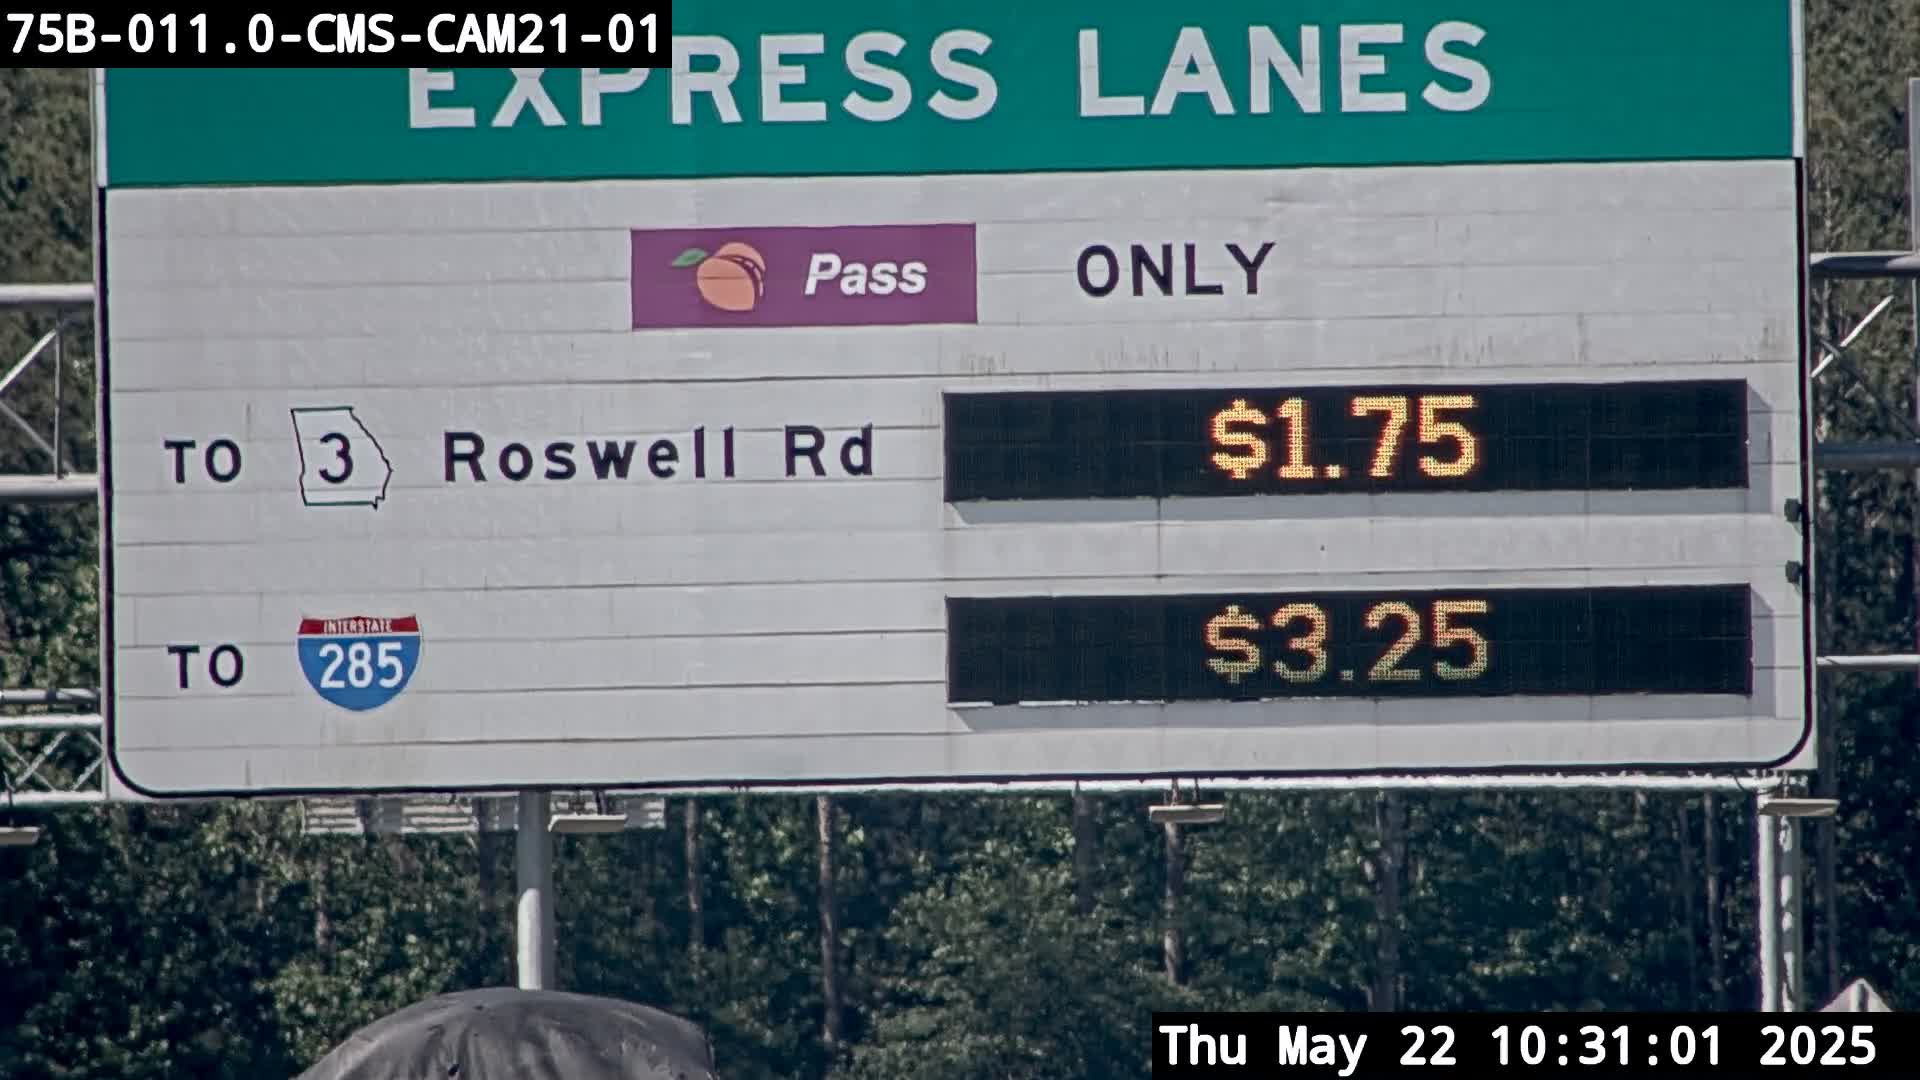 75B-011.0-CMS-CAM21-01
EXPRESS LANES
Pass ONLY
TO 3 Roswell Rd $1.75
INTERSTATE
TO 285 $3.25
Thu May 22 10:31:01 2025